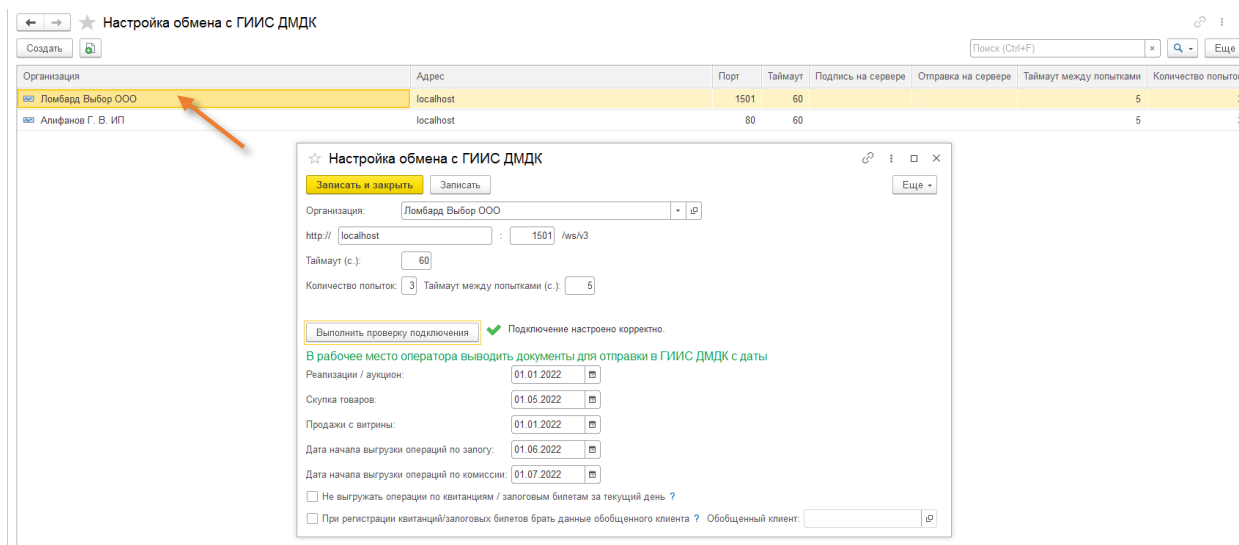 Настройка обмена с ГИИС ДМДК
Создать Поиск (Ctrl+F) × Еще
Организация Адрес Порт Таймаут Подпись на сервере Отправка на сервере Таймаут между попытками Количество попыто
Ломбард Выбор ООО localhost 1501 60 5
Алифанов Г. В. ИП localhost 80 60 5
Настройка обмена с ГИИС ДМДК
Записать и закрыть Записать Еще
Организация: Ломбард Выбор ООО
http:// localhost : 1501 /ws/v3
Таймаут (с.): 60
Количество попыток: 3 Таймаут между попытками (с.): 5
Выполнить проверку подключения Подключение настроено корректно.
В рабочее место оператора выводить документы для отправки в ГИИС ДМДК с даты
Реализации / аукцион: 01.01.2022
Скупка товаров: 01.05.2022
Продажи с витрины: 01.01.2022
Дата начала выгрузки операций по залогу: 01.06.2022
Дата начала выгрузки операций по комиссии: 01.07.2022
Не выгружать операции по квитанциям / залоговым билетам за текущий день ?
При регистрации квитанций/залоговых билетов брать данные обобщенного клиента ? Обобщенный клиент: